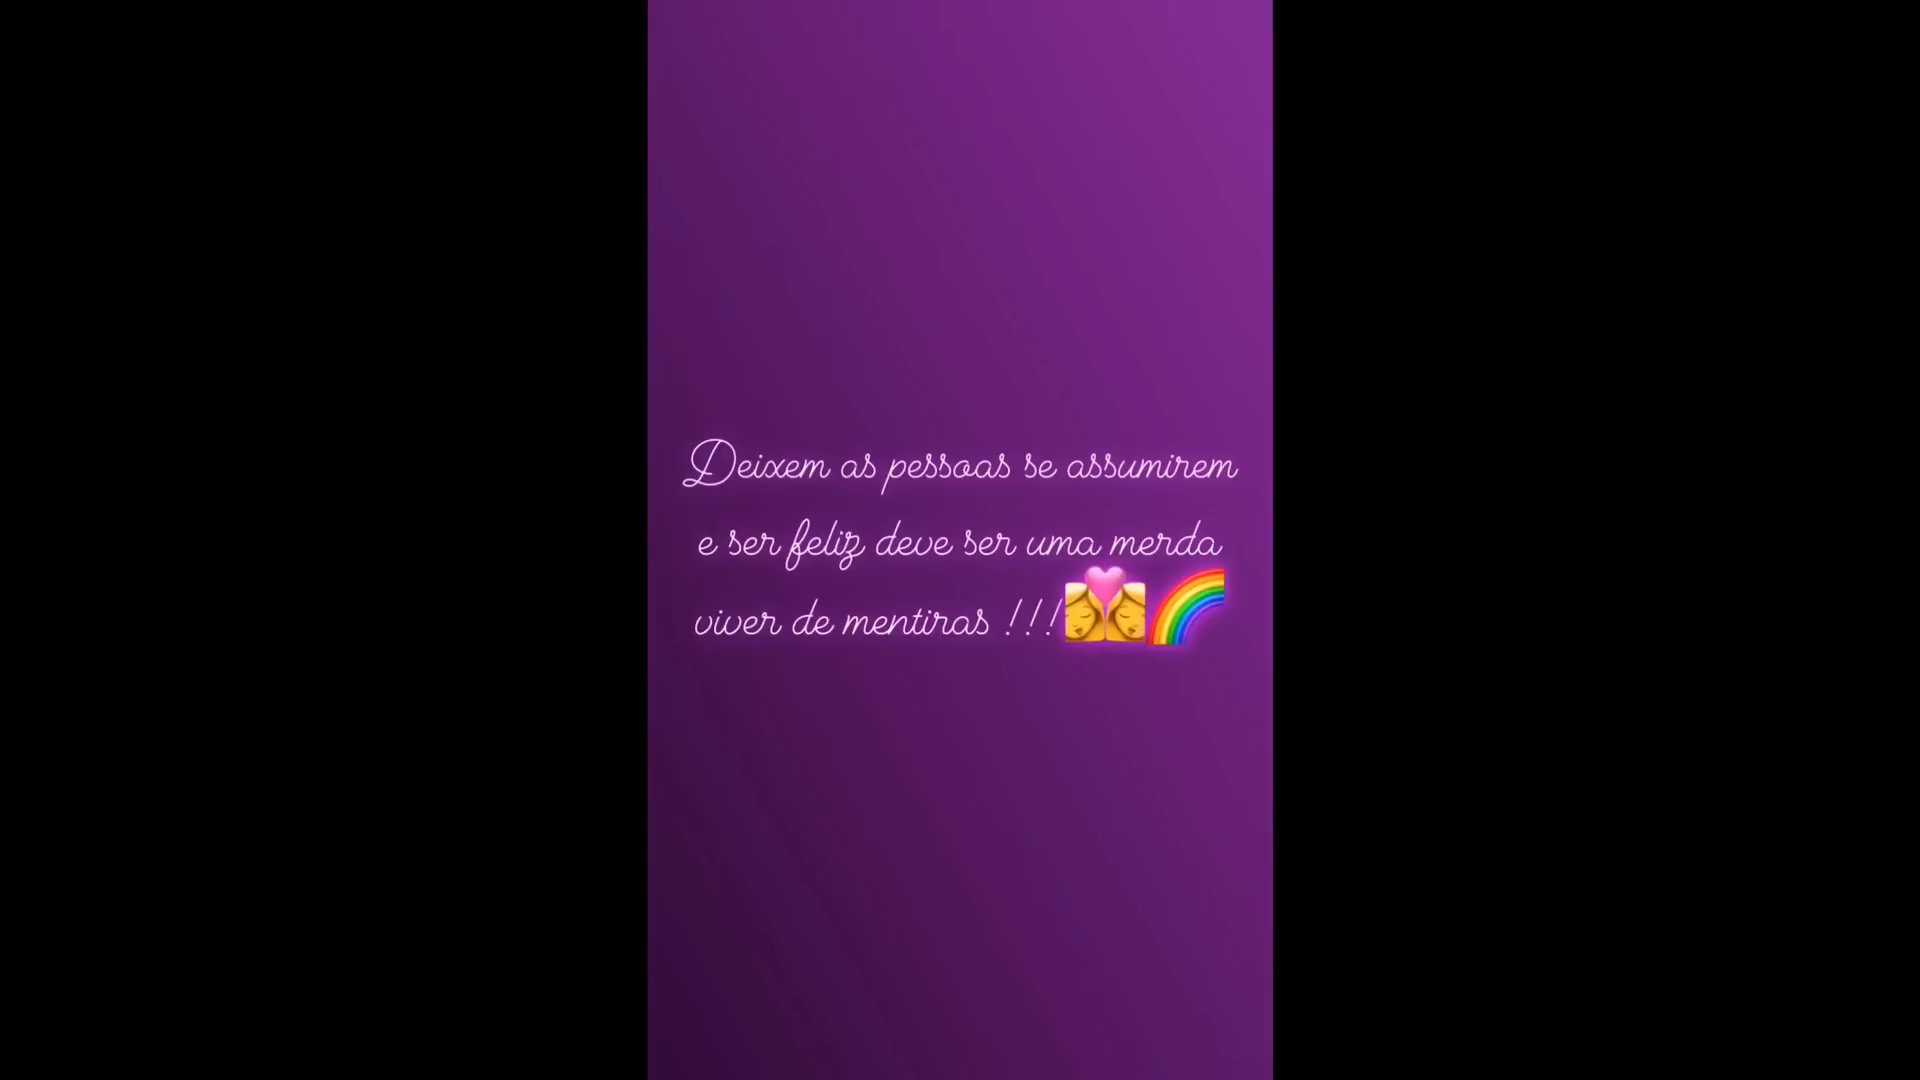 Deixem as pessoas se assumirem
e ser feliz deve ser uma merda
viver de mentiras !!!👩‍❤️‍💋‍👩🌈